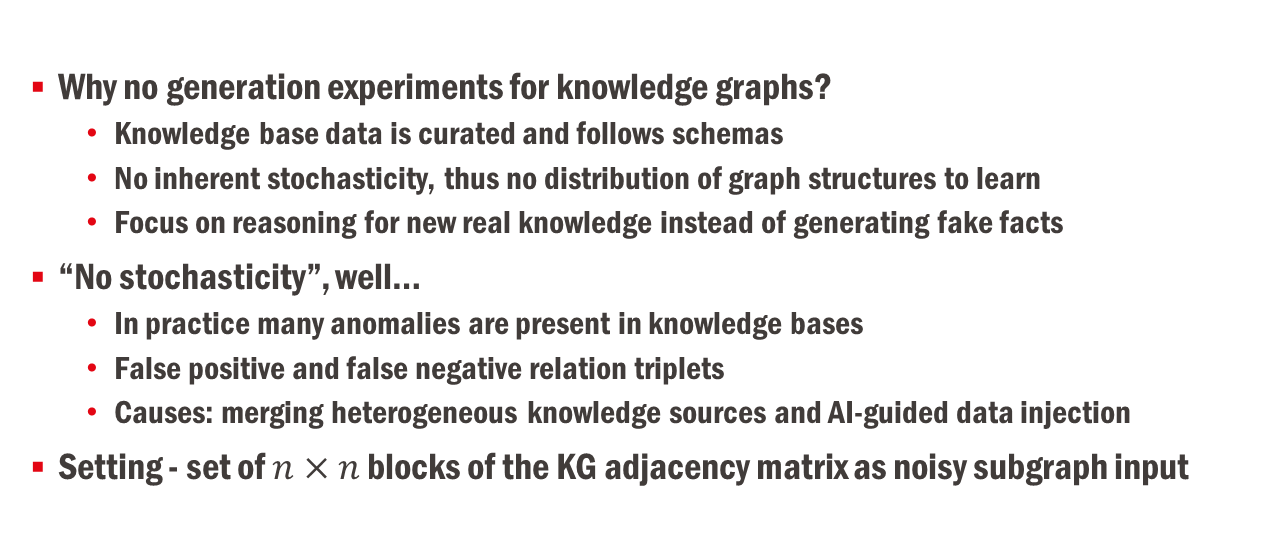 Why no generation experiments for knowledge graphs?
Knowledge base data is curated and follows schemas
No inherent stochasticity, thus no distribution of graph structures to learn
Focus on reasoning for new real knowledge instead of generating fake facts
“No stochasticity”, well…
In practice many anomalies are present in knowledge bases
False positive and false negative relation triplets
Causes: merging heterogeneous knowledge sources and AI-guided data injection
Setting - set of 𝑛 × 𝑛 blocks of the KG adjacency matrix as noisy subgraph input